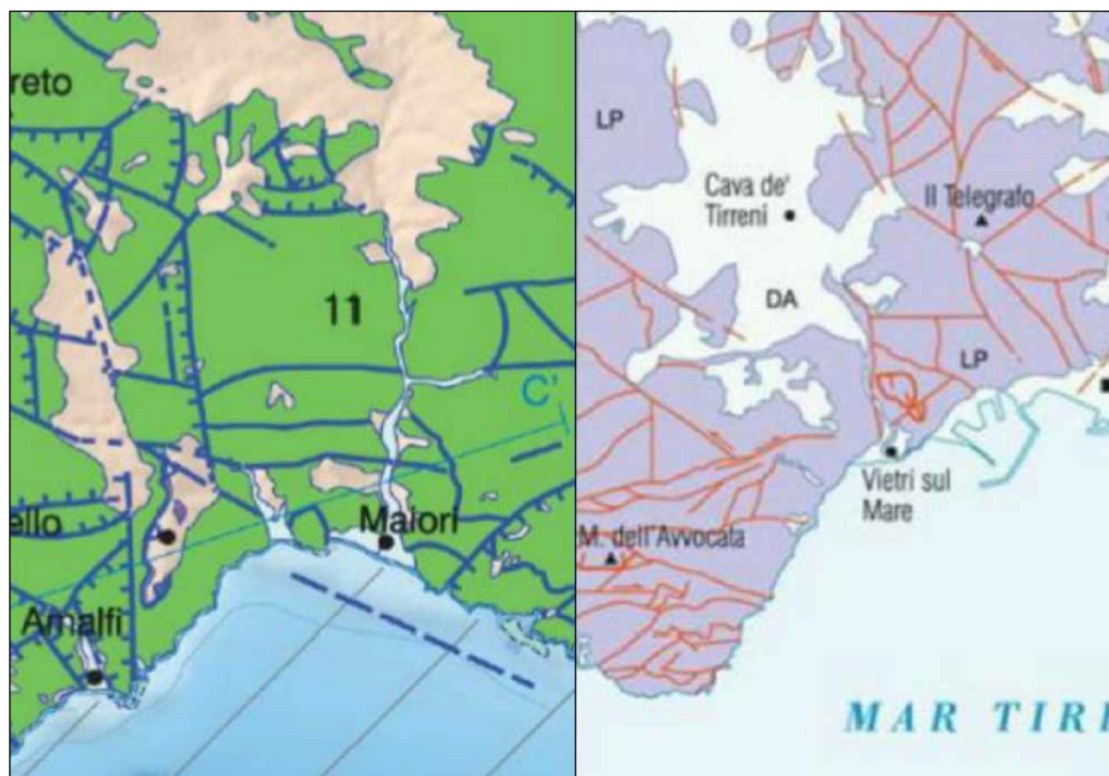 reto
11
C'
ello
Maiori
Amalfi
LP
Cava de'
Tirreni
Il Telegrafo
DA
LP
Vietri sul
Mare
M. dell'Avvocata
MAR TIRR